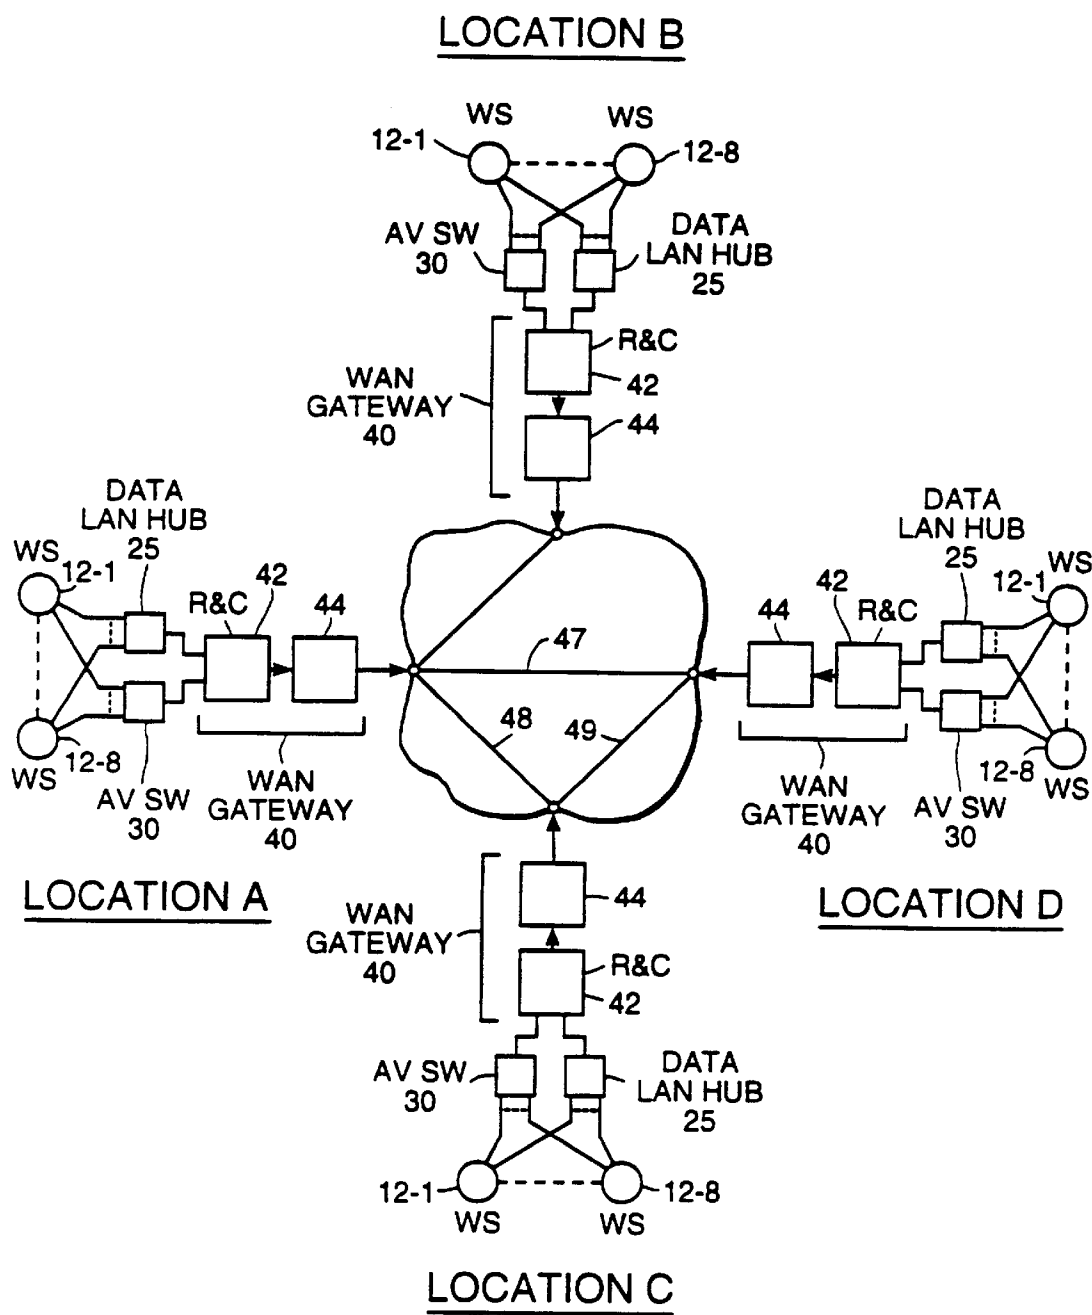 LOCATION B
WS
WS
12-1
12-8
AV SW
30
DATA
LAN HUB
25
R&C
42
WAN
GATEWAY
40
44
DATA
LAN HUB
25
WS
12-1
R&C
42
44
12-8
WS
AV SW
30
WAN
GATEWAY
40
LOCATION A
47
48
49
DATA
LAN HUB
25
WS
12-1
42
R&C
44
12-8
WS
AV SW
30
WAN
GATEWAY
40
LOCATION D
WAN
GATEWAY
40
44
R&C
42
AV SW
30
DATA
LAN HUB
25
12-1
12-8
WS
WS
LOCATION C